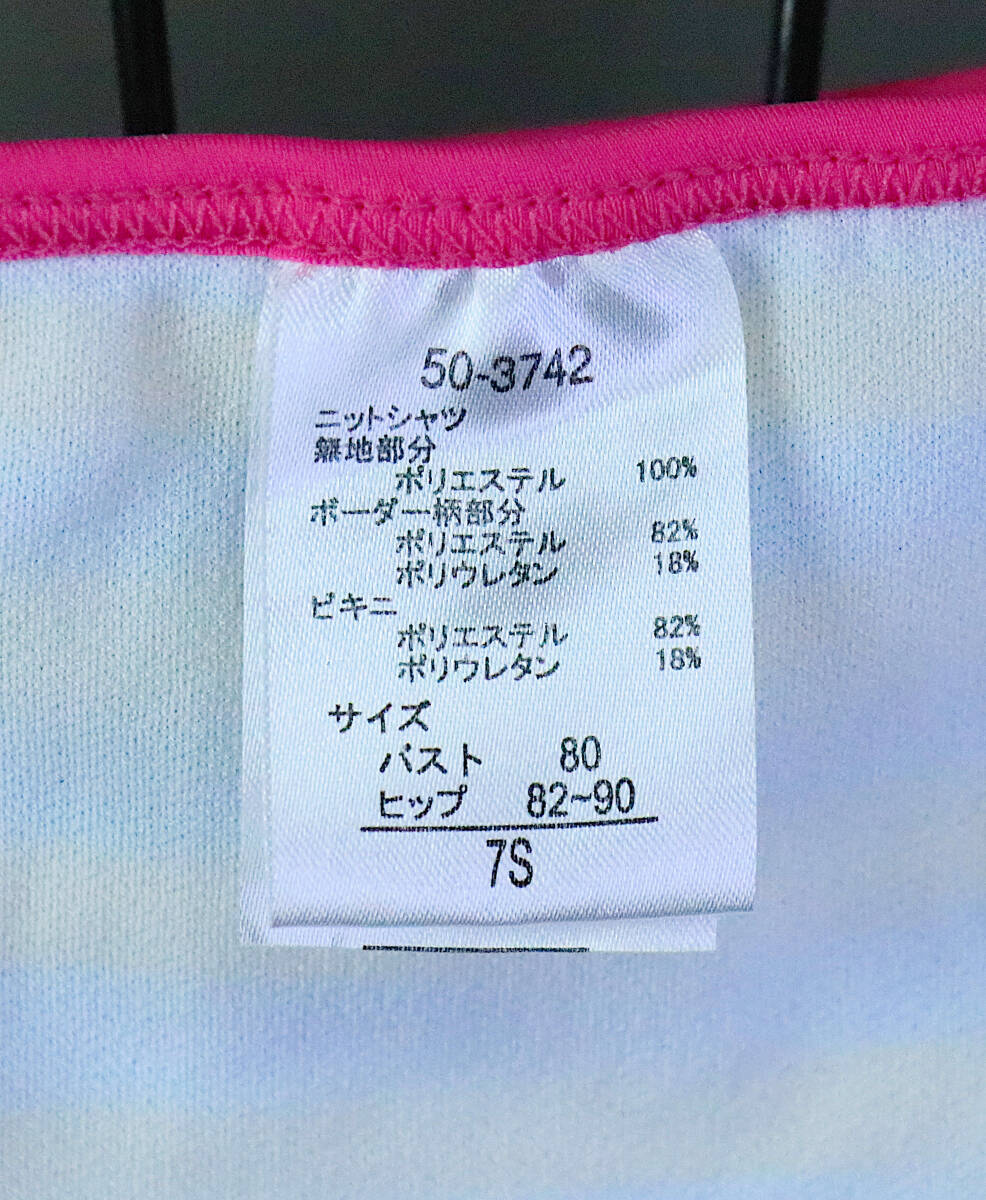 50-3742
ニットシャツ
無地部分
ポリエステル 100%
ボーダー柄部分
ポリエステル 82%
ポリウレタン 18%
ビキニ
ポリエステル 82%
ポリウレタン 18%
サイズ
バスト 80
ヒップ 82~90
7S